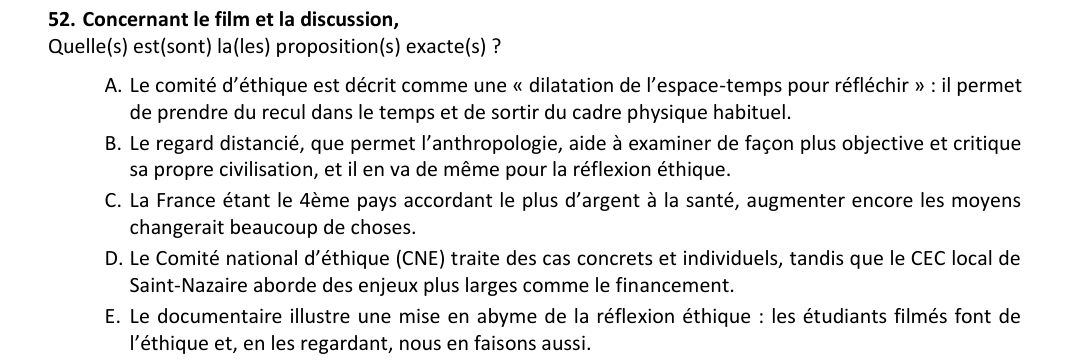 52. Concernant le film et la discussion,
Quelle(s) est(sont) la(les) proposition(s) exacte(s) ?
A. Le comité d’éthique est décrit comme une « dilatation de l’espace-temps pour réfléchir » : il permet
de prendre du recul dans le temps et de sortir du cadre physique habituel.
B. Le regard distancié, que permet l’anthropologie, aide à examiner de façon plus objective et critique
sa propre civilisation, et il en va de même pour la réflexion éthique.
C. La France étant le 4ème pays accordant le plus d’argent à la santé, augmenter encore les moyens
changerait beaucoup de choses.
D. Le Comité national d’éthique (CNE) traite des cas concrets et individuels, tandis que le CEC local de
Saint-Nazaire aborde des enjeux plus larges comme le financement.
E. Le documentaire illustre une mise en abyme de la réflexion éthique : les étudiants filmés font de
l’éthique et, en les regardant, nous en faisons aussi.